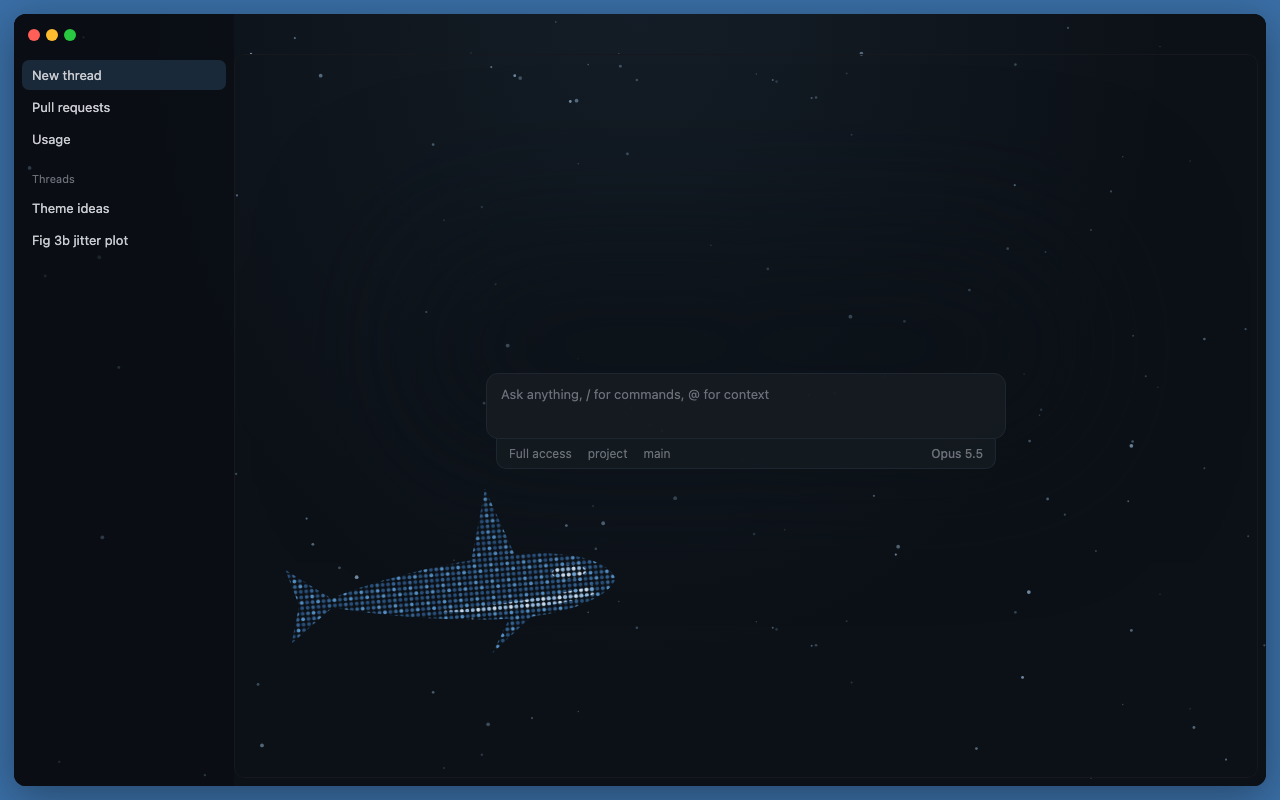 New thread
Pull requests
Usage
Threads
Theme ideas
Fig 3b jitter plot
Ask anything, / for commands, @ for context
Full access project main Opus 5.5